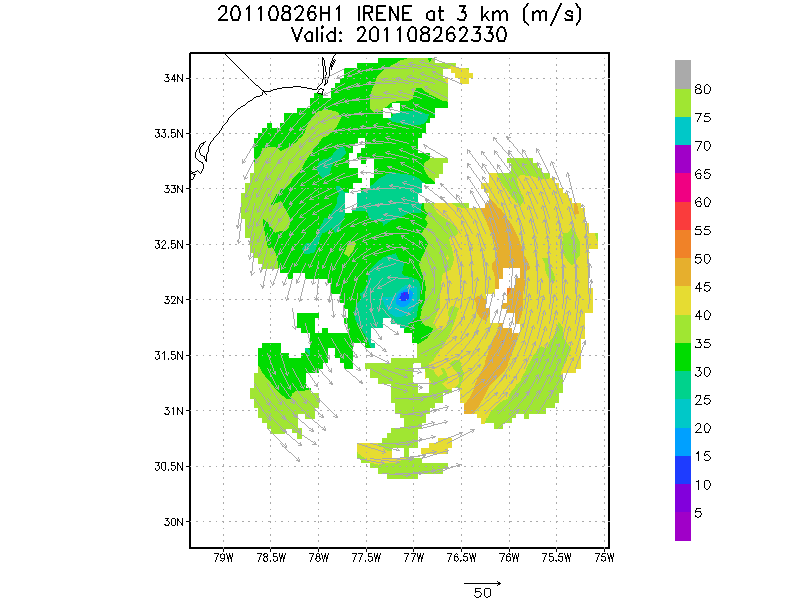 20110826H1 IRENE at 3 km (m/s)
Valid: 201108262330
34N
33.5N
33N
32.5N
32N
31.5N
31N
30.5N
30N
79W
78.5W
78W
77.5W
77W
76.5W
76W
75.5W
75W
80
75
70
65
60
55
50
45
40
35
30
25
20
15
10
5
50